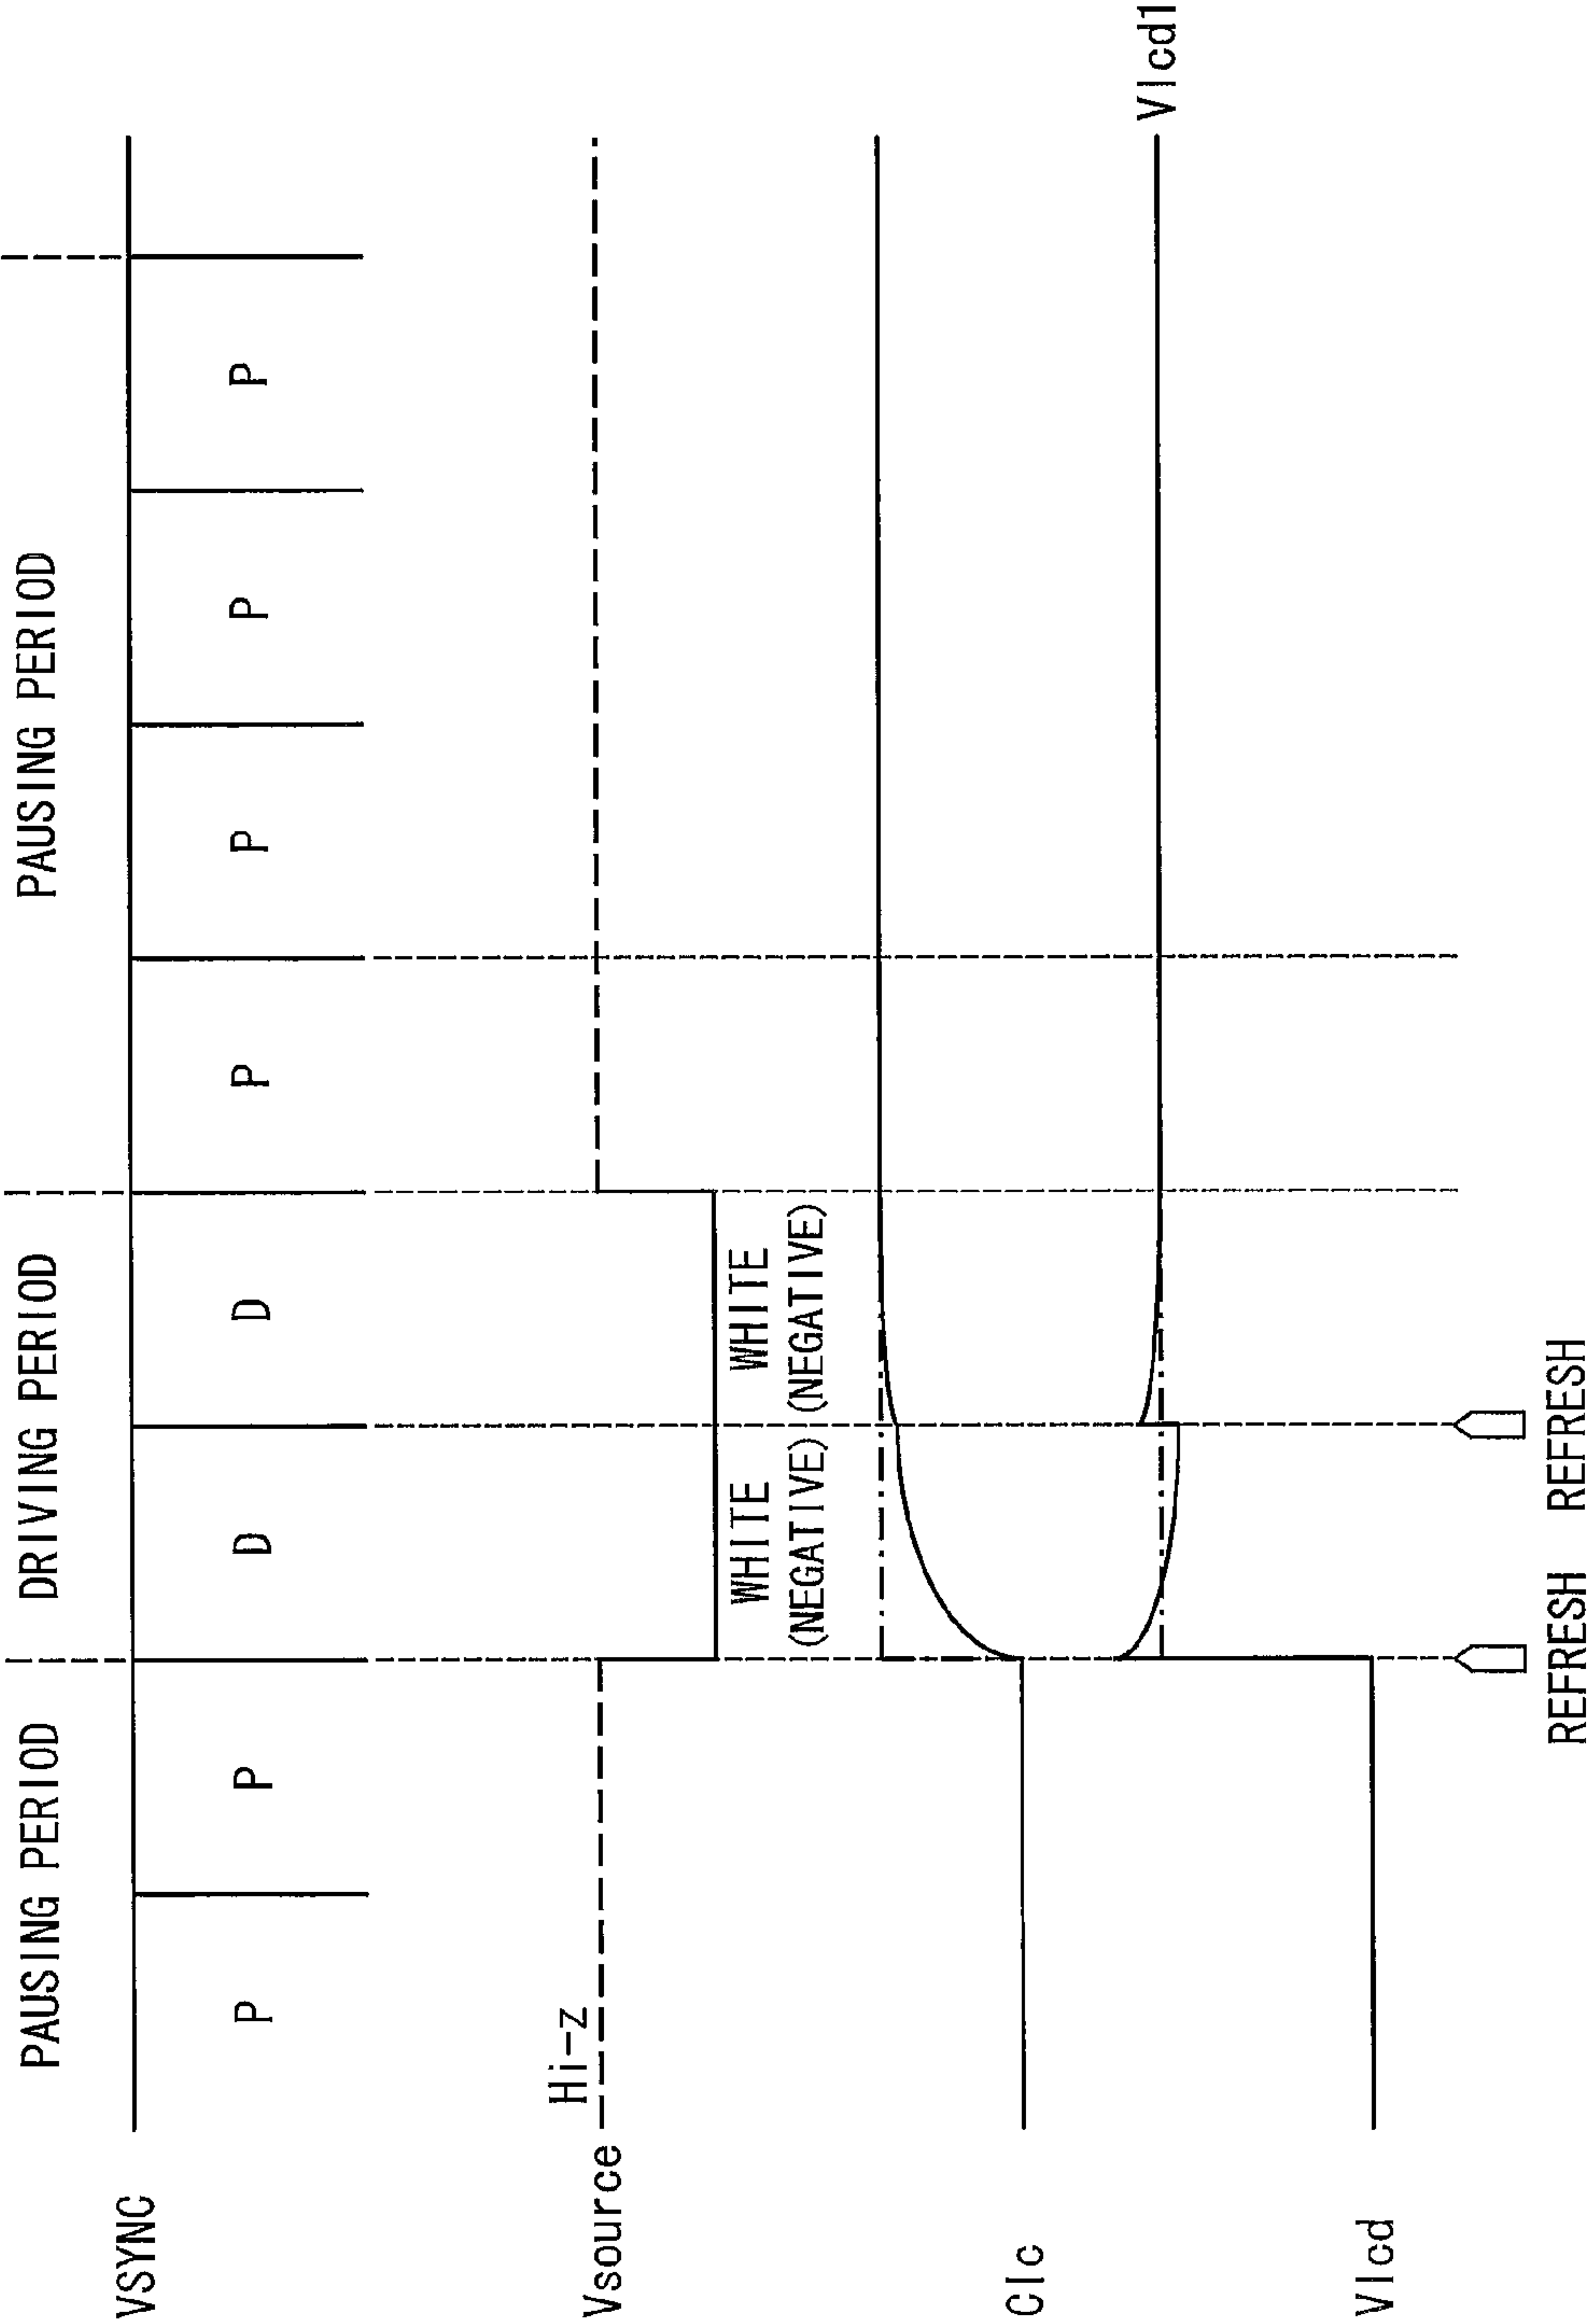 PAUSING PERIOD
DRIVING PERIOD
PAUSING PERIOD
VSYNC
P
P
D
D
P
P
P
P
Hi-z
Vsource
WHITE
(NEGATIVE)
WHITE
(NEGATIVE)
Clc
Vlcd1
Vlcd
REFRESH
REFRESH